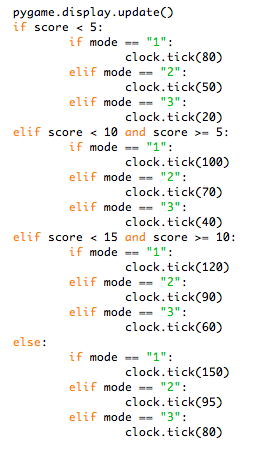 pygame.display.update()
if score < 5:
        if mode == "1":
                clock.tick(80)
        elif mode == "2":
                clock.tick(50)
        elif mode == "3":
                clock.tick(20)
elif score < 10 and score >= 5:
        if mode == "1":
                clock.tick(100)
        elif mode == "2":
                clock.tick(70)
        elif mode == "3":
                clock.tick(40)
elif score < 15 and score >= 10:
        if mode == "1":
                clock.tick(120)
        elif mode == "2":
                clock.tick(90)
        elif mode == "3":
                clock.tick(60)
else:
        if mode == "1":
                clock.tick(150)
        elif mode == "2":
                clock.tick(95)
        elif mode == "3":
                clock.tick(80)